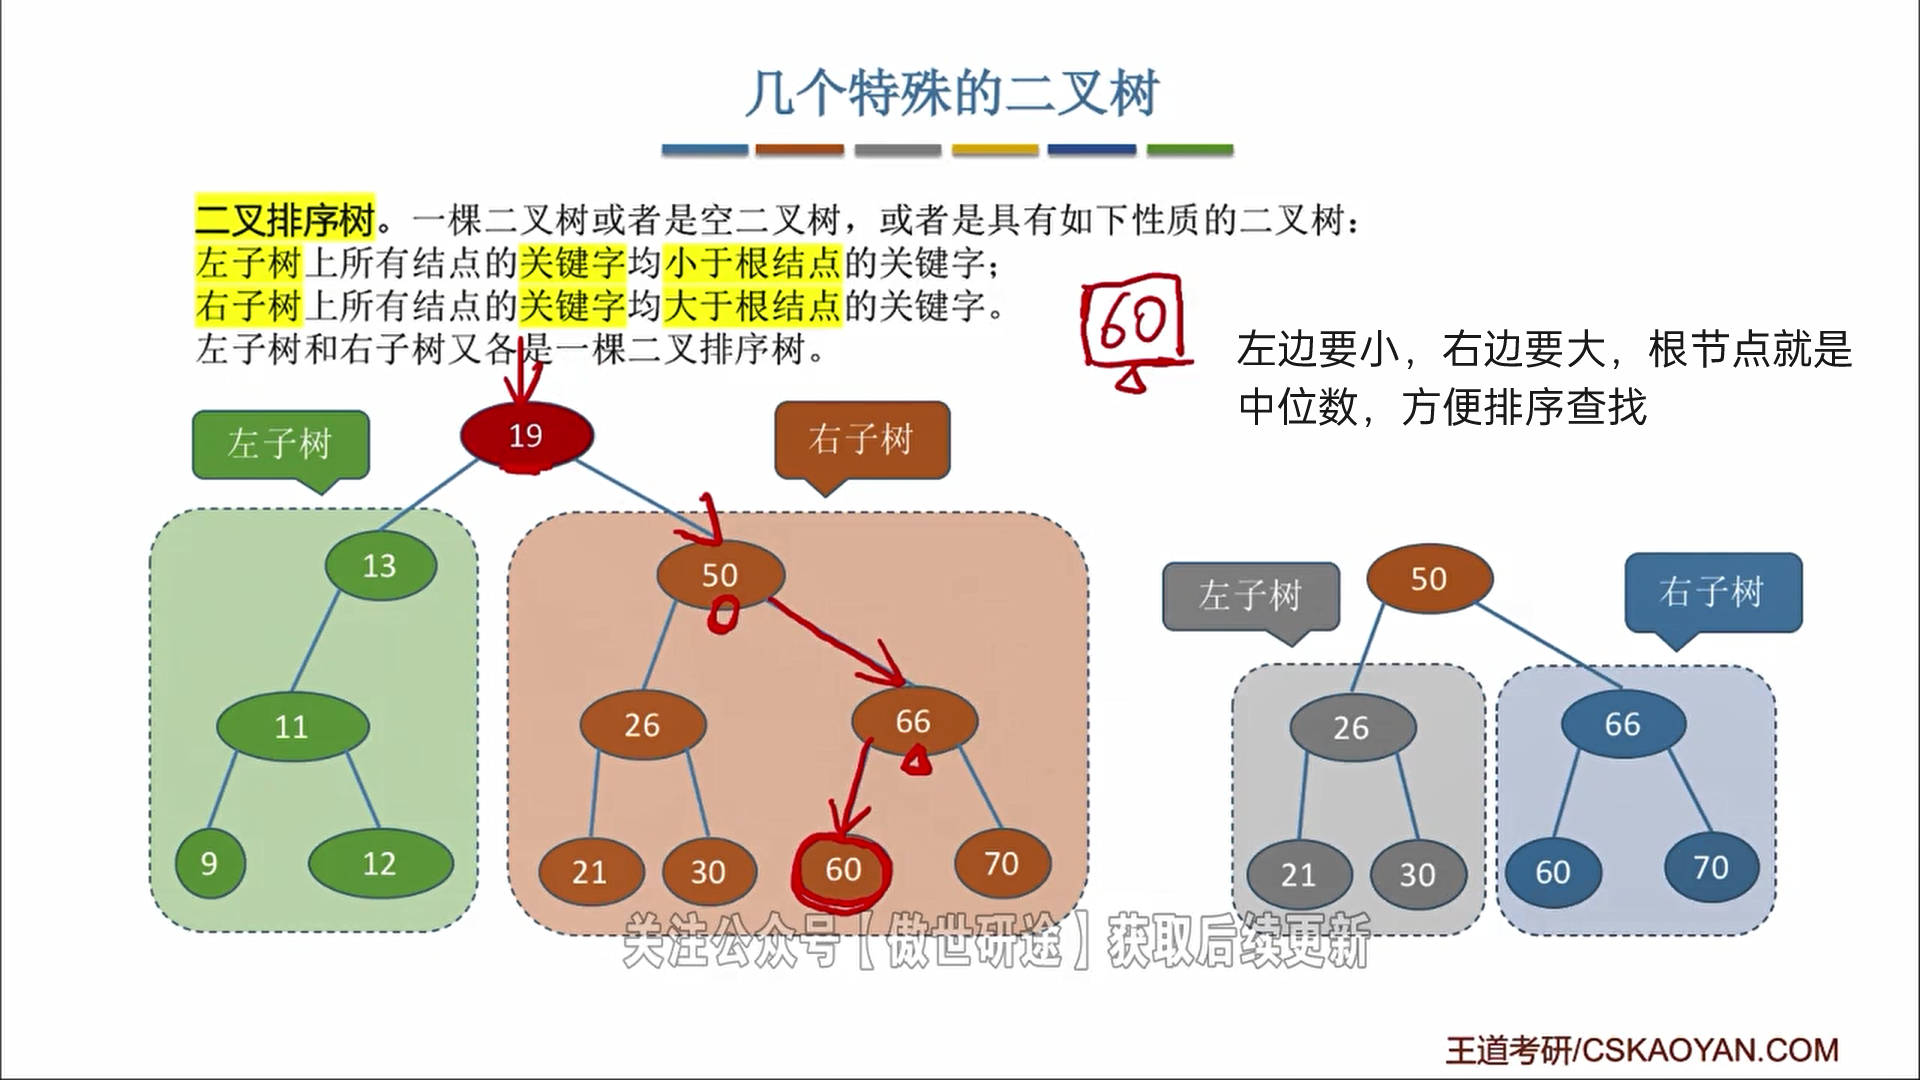 几个特殊的二叉树
二叉排序树。一棵二叉树或者是空二叉树，或者是具有如下性质的二叉树：
左子树上所有结点的关键字均小于根结点的关键字；
右子树上所有结点的关键字均大于根结点的关键字。
左子树和右子树又各是一棵二叉排序树。
60
左边要小，右边要大，根节点就是
中位数，方便排序查找
左子树
19
右子树
13
50
11
26
66
9
12
21
30
60
70
左子树
50
右子树
26
66
21
30
60
70
关注公众号【傲世研途】获取后续更新
王道考研/CSKAOYAN.COM